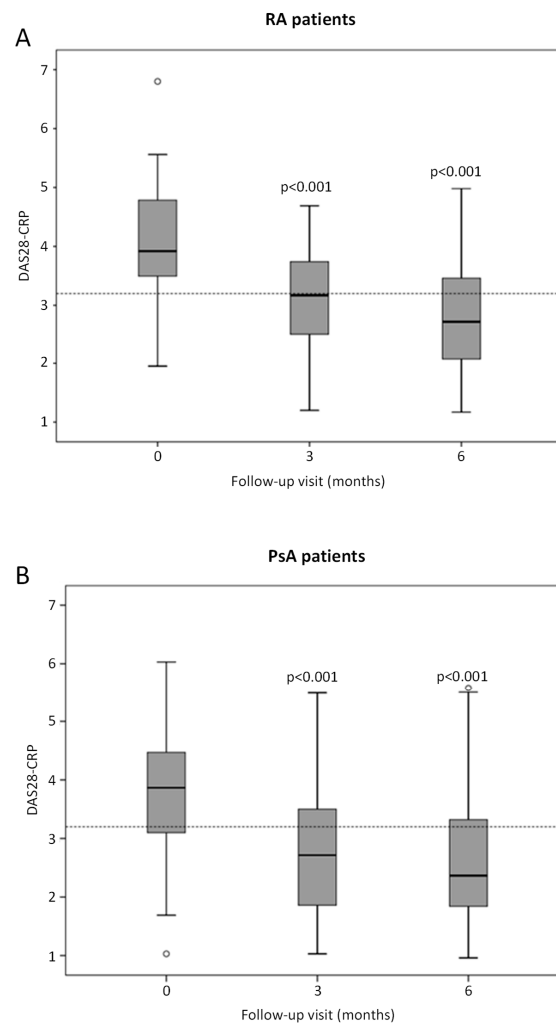 RA patients
A
7
6
5
4
3
2
1
DAS28-CRP
p<0.001
p<0.001
0
3
6
Follow-up visit (months)
PsA patients
B
7
6
5
4
3
2
1
DAS28-CRP
p<0.001
p<0.001
0
3
6
Follow-up visit (months)